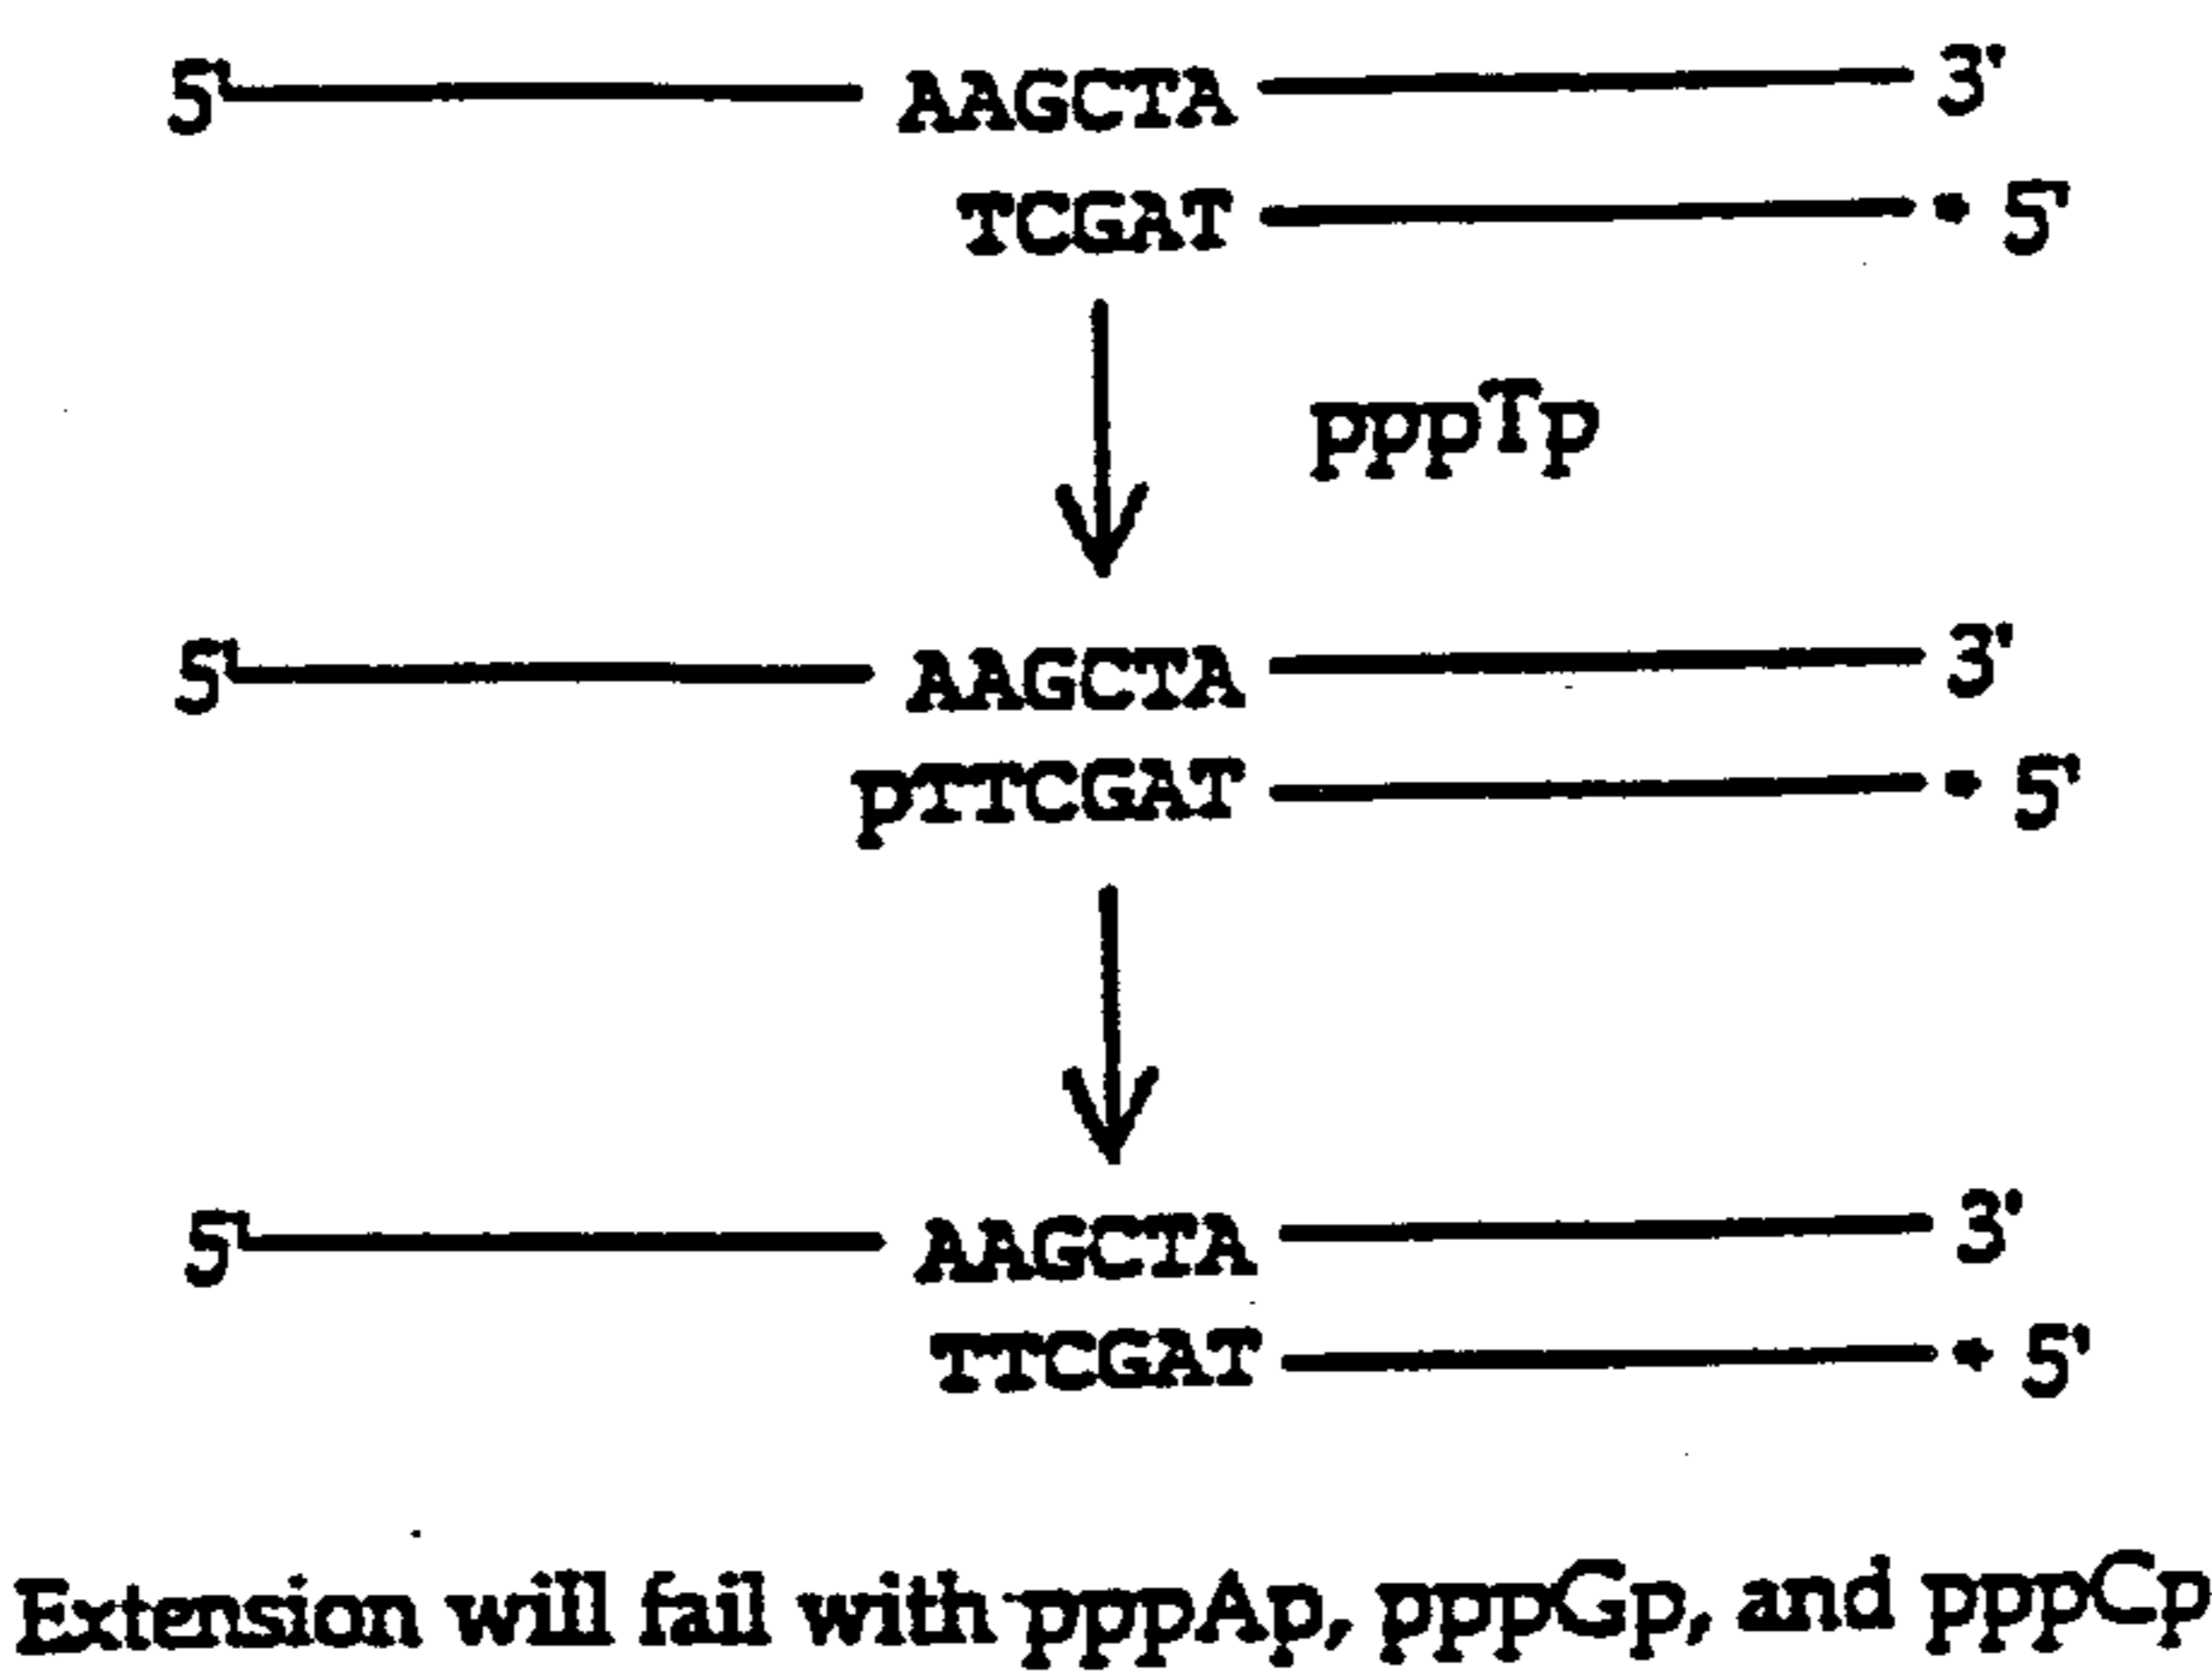 5' AAGCTA 3'
TCGAT 5'
pppTp
5' AAGCTA 3'
pTTCGAT 5'
5' AAGCTA 3'
TTCGAT 5'
Extension will fail with pppAp, pppGp, and pppCp